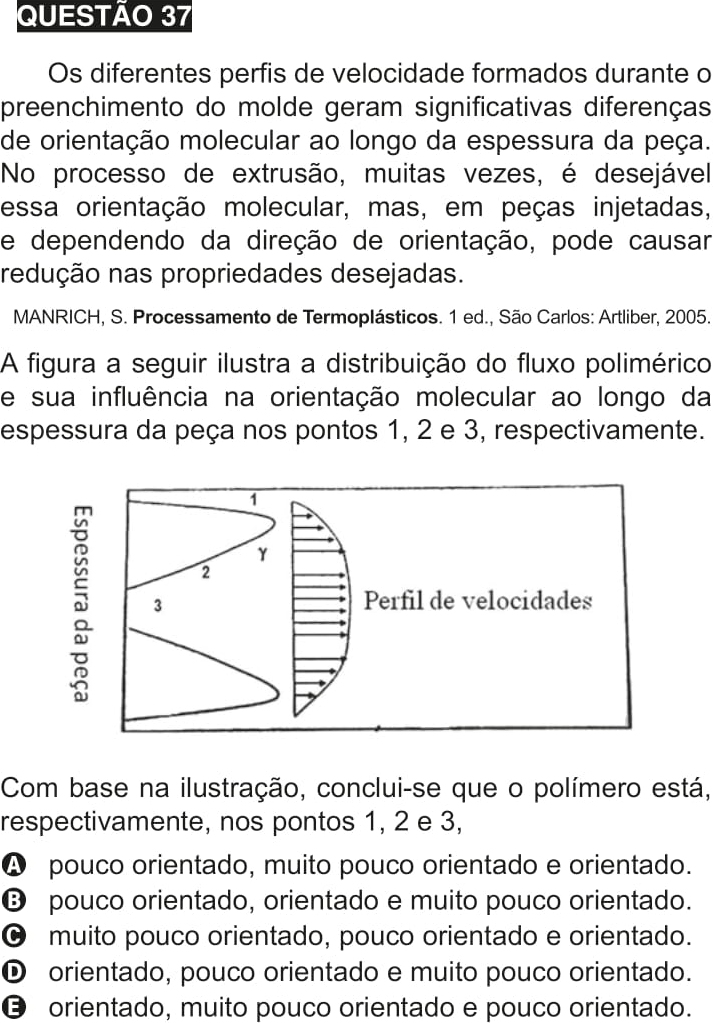 QUESTÃO 37
Os diferentes perfis de velocidade formados durante o
preenchimento do molde geram significativas diferenças
de orientação molecular ao longo da espessura da peça.
No processo de extrusão, muitas vezes, é desejável
essa orientação molecular, mas, em peças injetadas,
e dependendo da direção de orientação, pode causar
redução nas propriedades desejadas.
MANRICH, S. Processamento de Termoplásticos. 1 ed., São Carlos: Artliber, 2005.
A figura a seguir ilustra a distribuição do fluxo polimérico
e sua influência na orientação molecular ao longo da
espessura da peça nos pontos 1, 2 e 3, respectivamente.
Espessura da peça
1
γ
2
3
Perfil de velocidades
Com base na ilustração, conclui-se que o polímero está,
respectivamente, nos pontos 1, 2 e 3,
A pouco orientado, muito pouco orientado e orientado.
B pouco orientado, orientado e muito pouco orientado.
C muito pouco orientado, pouco orientado e orientado.
D orientado, pouco orientado e muito pouco orientado.
E orientado, muito pouco orientado e pouco orientado.